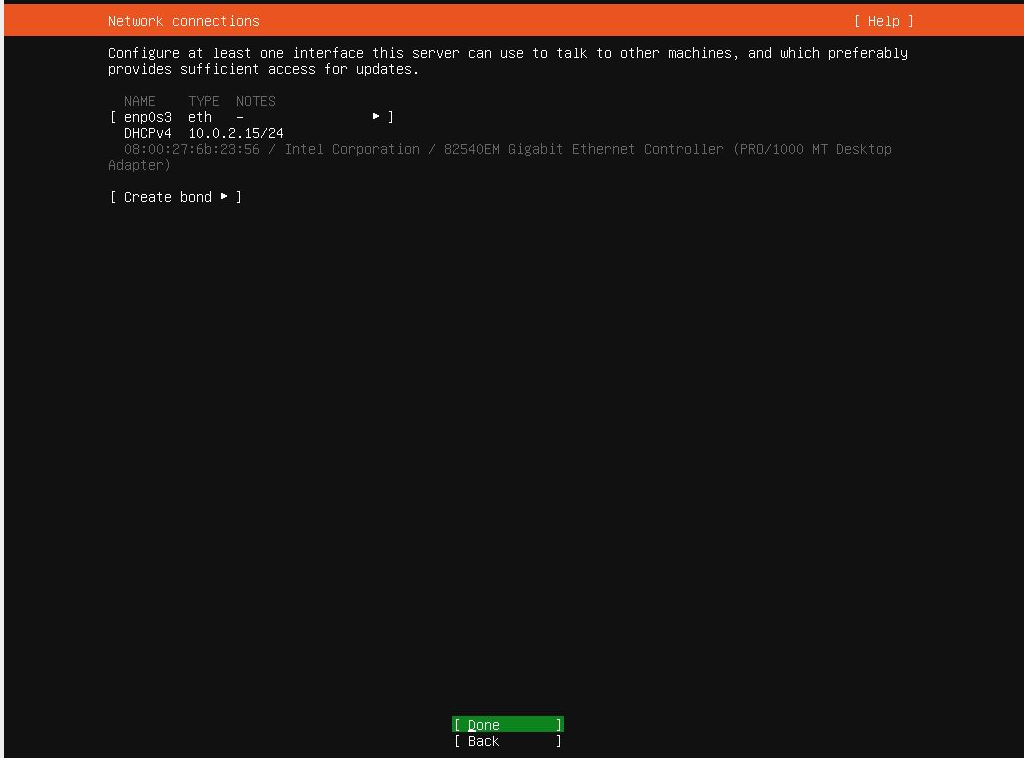 Network connections [ Help ]
Configure at least one interface this server can use to talk to other machines, and which preferably
provides sufficient access for updates.
NAME TYPE NOTES
[ enp0s3 eth – ▸ ]
DHCPv4 10.0.2.15/24
08:00:27:6b:23:56 / Intel Corporation / 82540EM Gigabit Ethernet Controller (PRO/1000 MT Desktop
Adapter)
[ Create bond ▸ ]
[ Done ]
[ Back ]